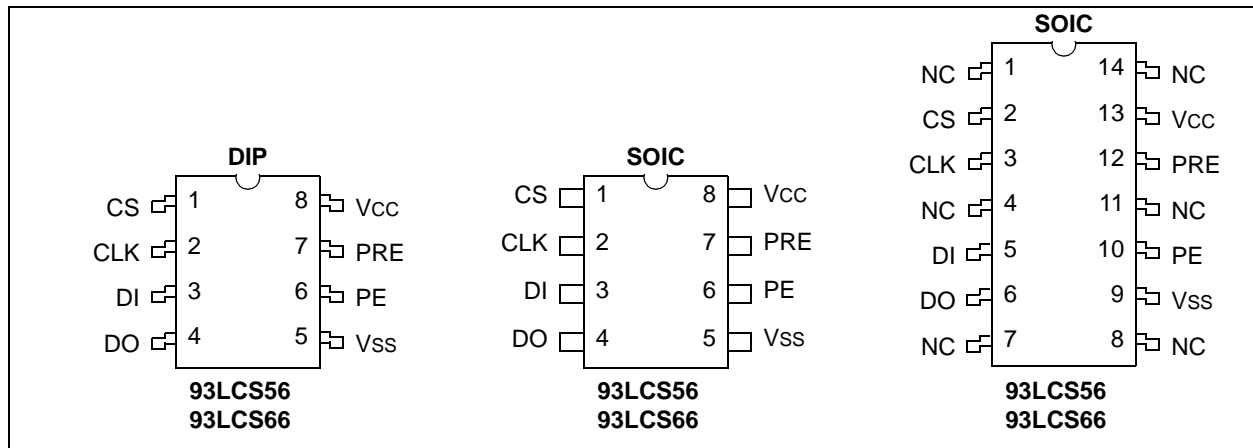 DIP
CS 1 8 VCC
CLK 2 7 PRE
DI 3 6 PE
DO 4 5 VSS
93LCS56
93LCS66
SOIC
CS 1 8 VCC
CLK 2 7 PRE
DI 3 6 PE
DO 4 5 VSS
93LCS56
93LCS66
SOIC
NC 1 14 NC
CS 2 13 VCC
CLK 3 12 PRE
NC 4 11 NC
DI 5 10 PE
DO 6 9 VSS
NC 7 8 NC
93LCS56
93LCS66